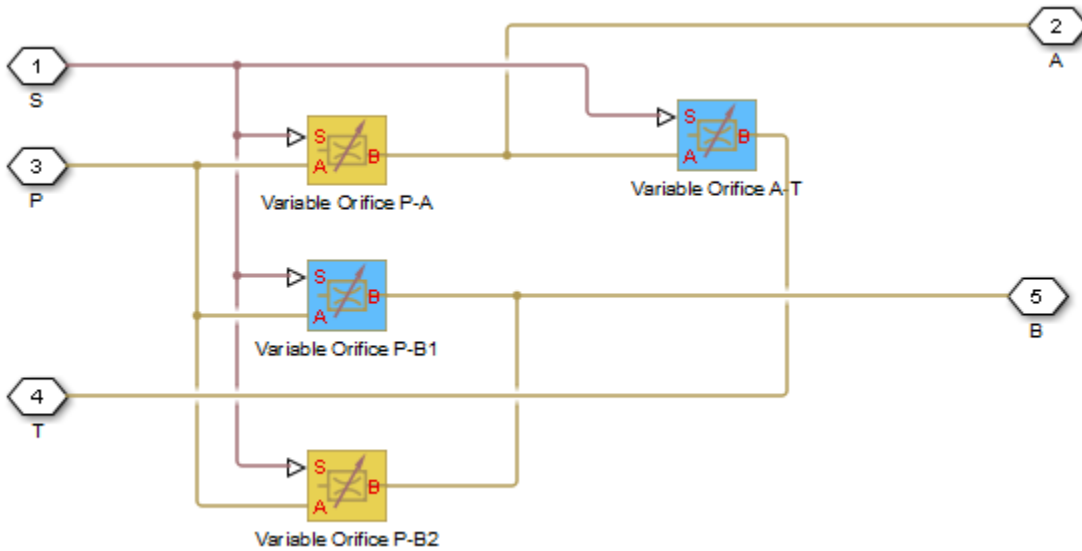 2
A
1
S
S
S
A
B
A
B
3
P
Variable Orifice P-A
Variable Orifice A-T
S
A
B
5
B
Variable Orifice P-B1
4
T
S
A
B
Variable Orifice P-B2